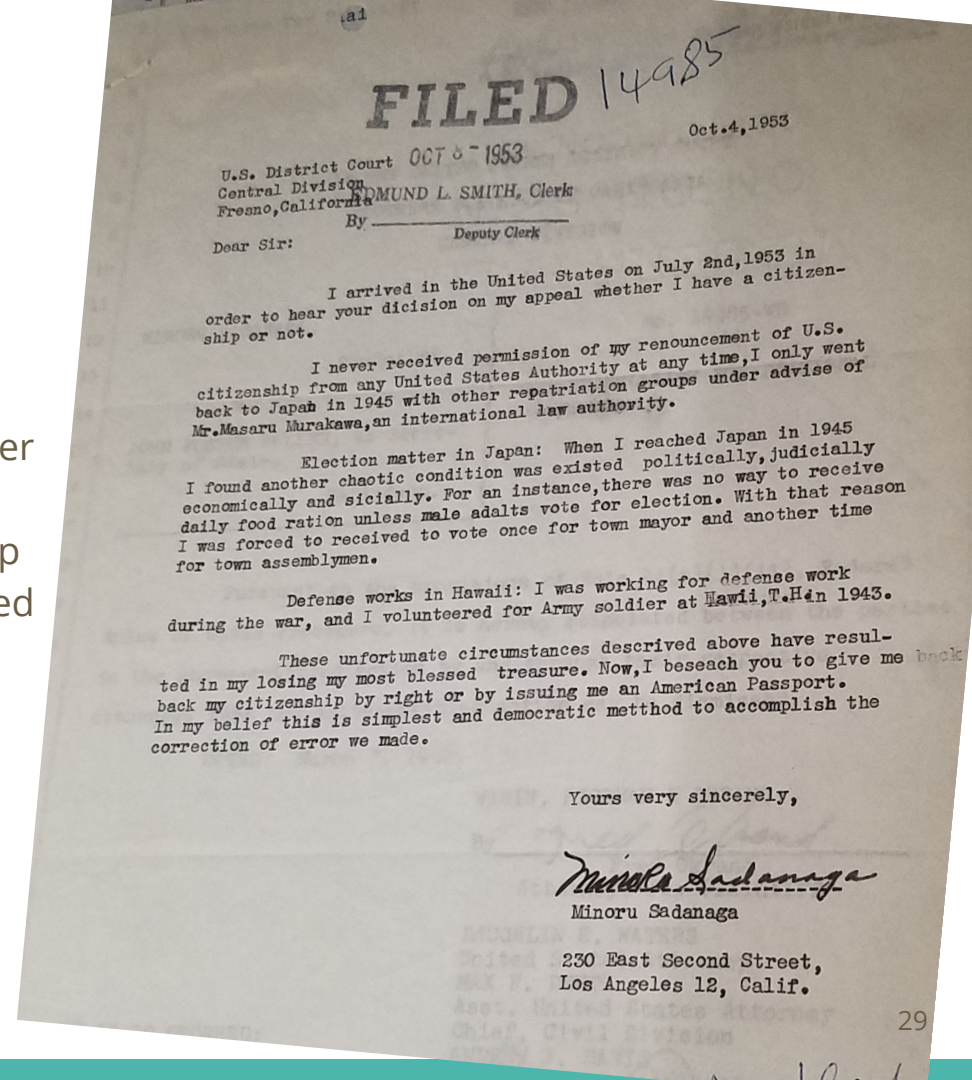 ai
FILED 14985
Oct.4,1953
U.S. District Court OCT 1953
Central Division
EDMUND L. SMITH, Clerk
Fresno,California
By
Deputy Clerk
Dear Sir:
I arrived in the United States on July 2nd,1953 in
order to hear your dicision on my appeal whether I have a citizen-
ship or not.
I never received permission of my renouncement of U.S.
citizenship from any United States Authority at any time,I only went
back to Japan in 1945 with other repatriation groups under advise of
Mr.Masaru Murakawa,an international law authority.
Election matter in Japan: When I reached Japan in 1945
I found another chaotic condition was existed politically,judicially
economically and sicially. For an instance,there was no way to receive
daily food ration unless male adalts vote for election. With that reason
I was forced to received to vote once for town mayor and another time
for town assemblymen.
Defense works in Hawaii: I was working for defense work
during the war, and I volunteered for Army soldier at Hawii,T.H.in 1943.
These unfortunate circumstances descrived above have resul-
ted in my losing my most blessed treasure. Now,I beseach you to give me back
back my citizenship by right or by issuing me an American Passport.
In my belief this is simplest and democratic metthod to accomplish the
correction of error we made.
Yours very sincerely,
Minoru Sadanaga
Minoru Sadanaga
230 East Second Street,
Los Angeles 12, Calif.
er
p
ed
29